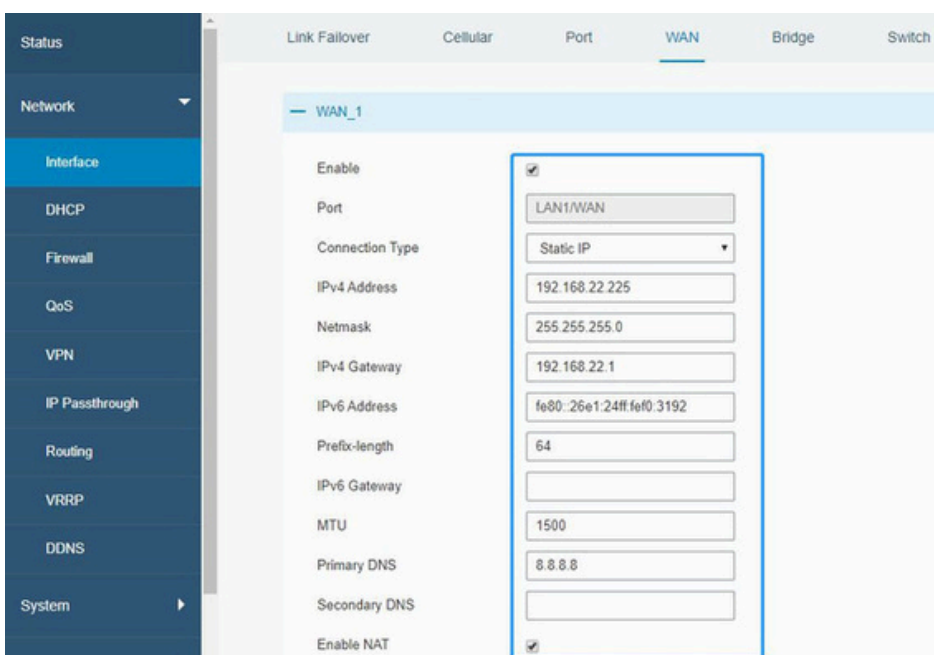 Status
Network
Interface
DHCP
Firewall
QoS
VPN
IP Passthrough
Routing
VRRP
DDNS
System
Link Failover Cellular Port WAN Bridge Switch
— WAN_1
Enable
Port LAN1/WAN
Connection Type Static IP
IPv4 Address 192.168.22.225
Netmask 255.255.255.0
IPv4 Gateway 192.168.22.1
IPv6 Address fe80::26e1:24ff:fef0:3192
Prefix-length 64
IPv6 Gateway
MTU 1500
Primary DNS 8.8.8.8
Secondary DNS
Enable NAT